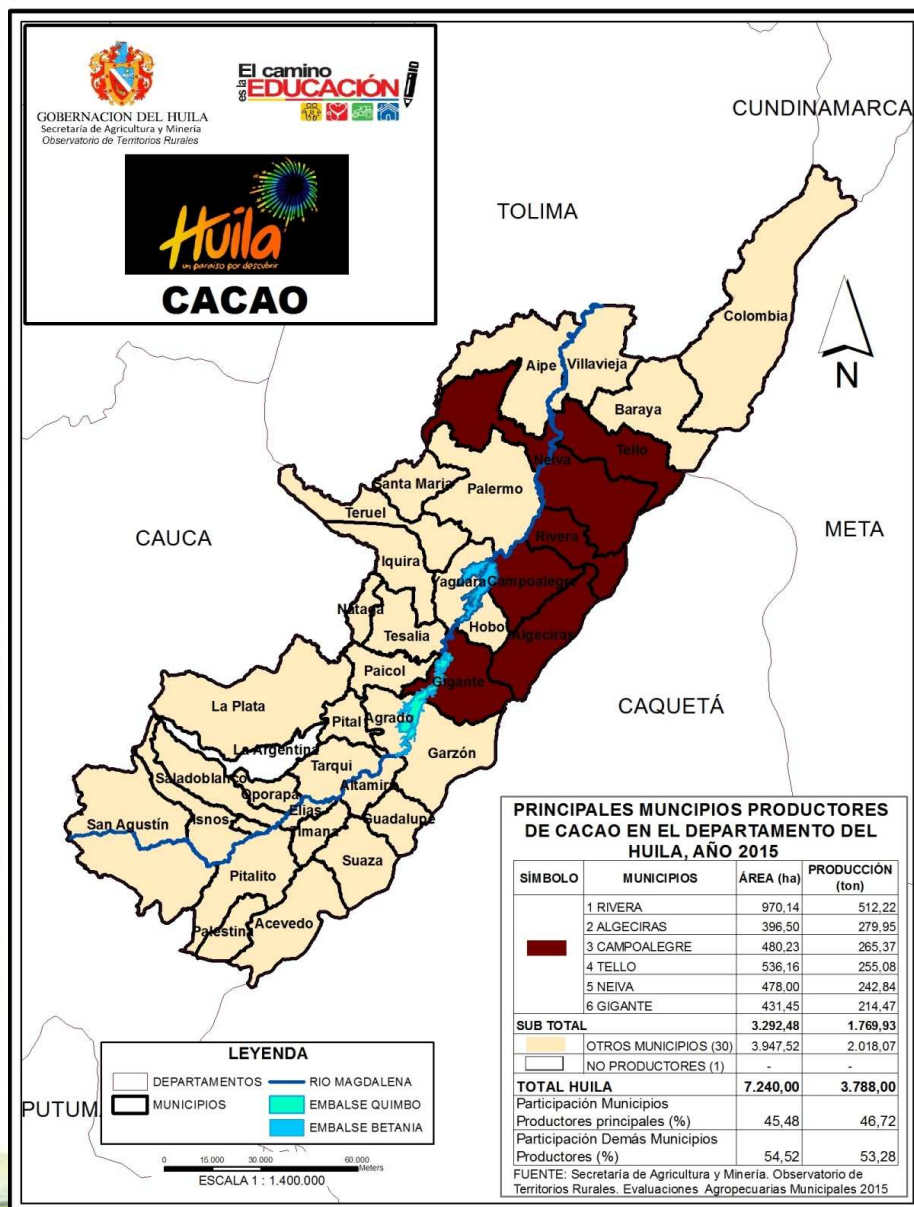 GOBERNACION DEL HUILA
Secretaría de Agricultura y Minería
Observatorio de Territorios Rurales
El camino
es la EDUCACIÓN
Huila
un paraíso por descubrir
CACAO
CUNDINAMARCA
TOLIMA
Colombia
N
Aipe
Villavieja
Baraya
Neiva
Tello
Santa Maria
Palermo
Teruel
META
CAUCA
Rivera
Iquira
Yaguara
Campoalegre
Nátaga
Hobo
Algeciras
Tesalia
Paicol
Gigante
CAQUETÁ
La Plata
Pital
Agrado
La Argentina
Garzón
Tarqui
Saladoblanco
Oporapa
Altamira
Elias
San Agustín
Isnos
Timana
Guadalupe
Suaza
Pitalito
Palestina
Acevedo
PRINCIPALES MUNCIPIOS PRODUCTORES
DE CACAO EN EL DEPARTAMENTO DEL
HUILA, AÑO 2015
SÍMBOLO MUNICIPIOS ÁREA (ha) PRODUCCIÓN (ton)
1 RIVERA 970,14 512,22
2 ALGECIRAS 396,50 279,95
3 CAMPOALEGRE 480,23 265,37
4 TELLO 536,16 255,08
5 NEIVA 478,00 242,84
6 GIGANTE 431,45 214,47
SUB TOTAL 3.292,48 1.769,93
OTROS MUNICIPIOS (30) 3.947,52 2.018,07
NO PRODUCTORES (1) - -
TOTAL HUILA 7.240,00 3.788,00
Participación Municipios
Productores principales (%) 45,48 46,72
Participación Demás Municipios
Productores (%) 54,52 53,28
FUENTE: Secretaría de Agricultura y Minería. Observatorio de
Territorios Rurales. Evaluaciones Agropecuarias Municipales 2015
LEYENDA
DEPARTAMENTOS RIO MAGDALENA
MUNICIPIOS EMBALSE QUIMBO
EMBALSE BETANIA
PUTUMA
0 15.000 30.000 60.000
Meters
ESCALA 1 : 1.400.000